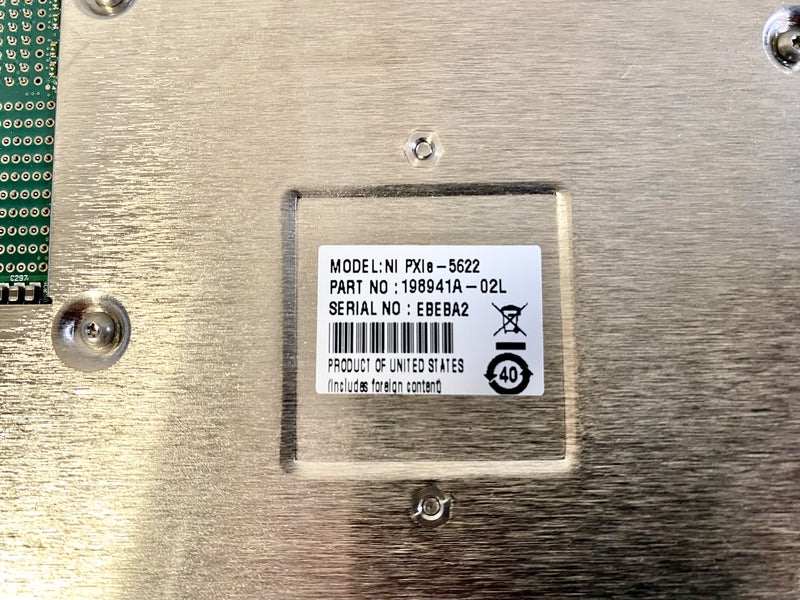 C297
MODEL:NI PXIe-5622
PART NO :198941A-02L
SERIAL NO : EBEBA2
PRODUCT OF UNITED STATES
(includes foreign content)
40